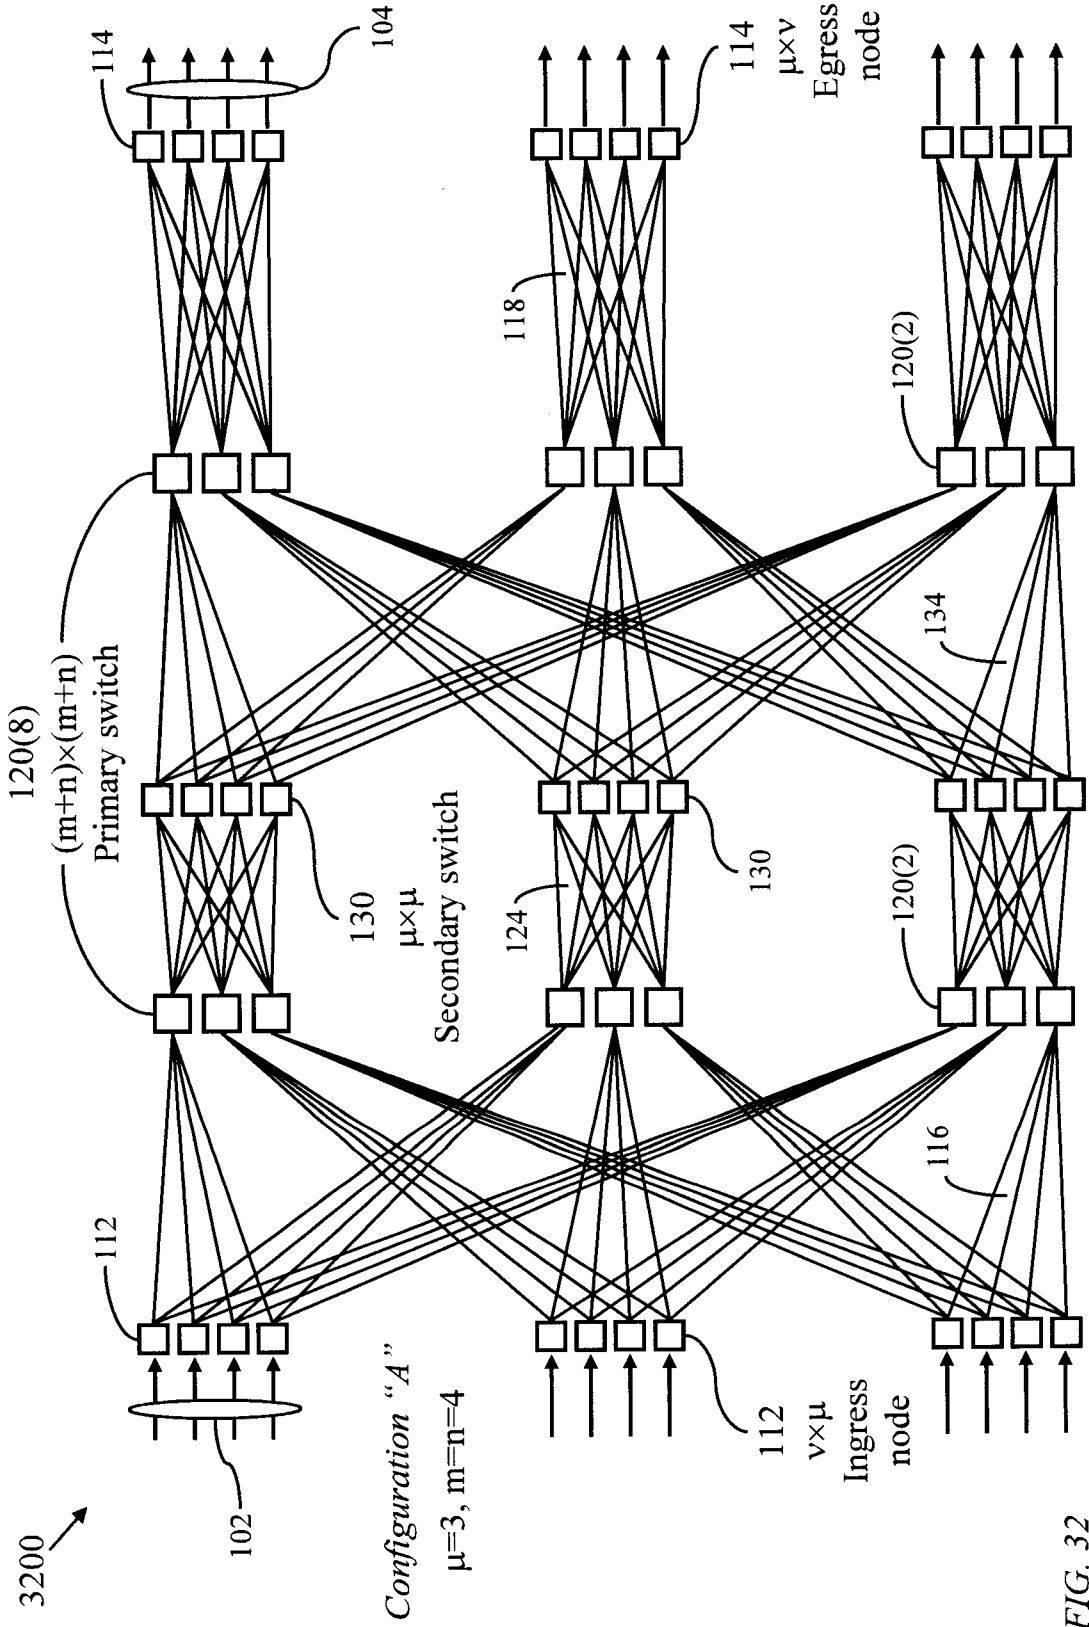 3200
102
112
114
104
120(8)
(m+n)×(m+n)
Primary switch
Configuration "A"
μ=3, m=n=4
130
μ×μ
Secondary switch
124
118
112
ν×μ
Ingress
node
130
114
μ×ν
Egress
node
116
120(2)
134
120(2)
FIG. 32